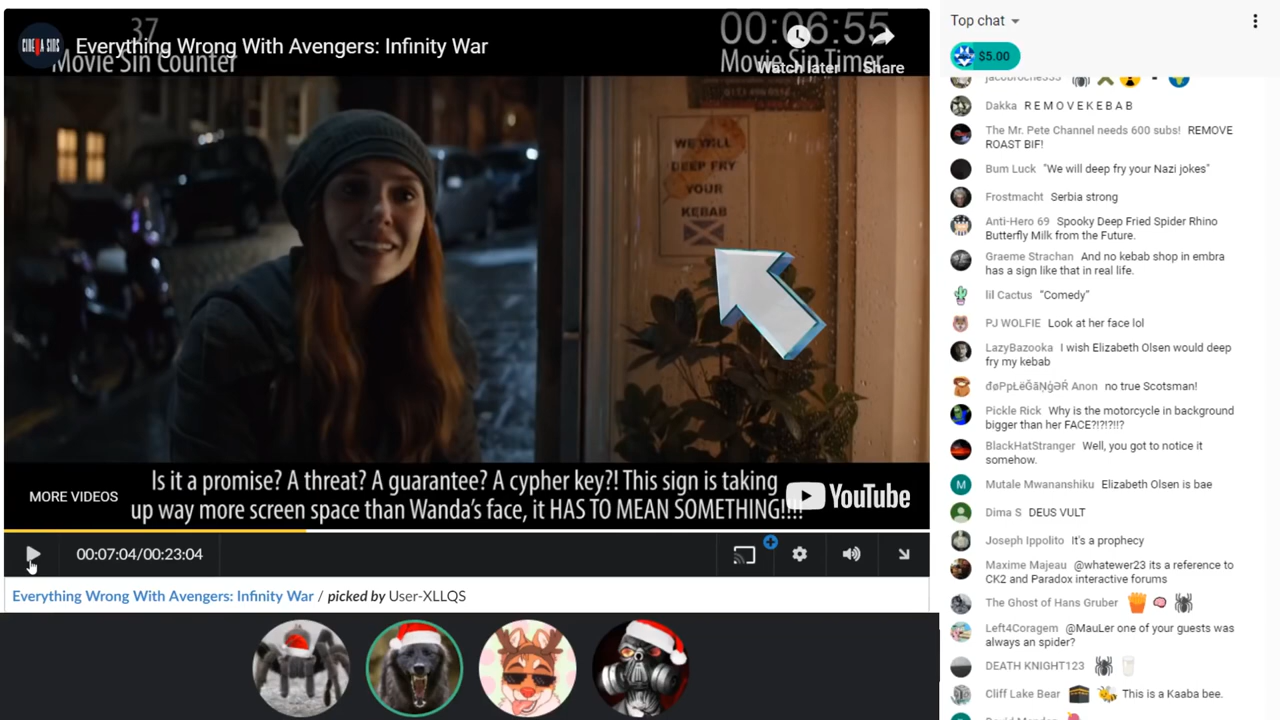 37
Movie Sin Counter
CINEMA SINS
Everything Wrong With Avengers: Infinity War
00:06:55
Movie Sin Timer
Watch later
Share
WE WILL
DEEP FRY
YOUR
KEBAB
Is it a promise? A threat? A guarantee? A cypher key?! This sign is taking
up way more screen space than Wanda's face, it HAS TO MEAN SOMETHING!!!!
MORE VIDEOS
YouTube
00:07:04/00:23:04
Everything Wrong With Avengers: Infinity War / picked by User-XLLQS
Top chat
$5.00
jacobroche333
Dakka R E M O V E K E B A B
The Mr. Pete Channel needs 600 subs! REMOVE
ROAST BIF!
Bum Luck "We will deep fry your Nazi jokes"
Frostmacht Serbia strong
Anti-Hero 69 Spooky Deep Fried Spider Rhino
Butterfly Milk from the Future.
Graeme Strachan And no kebab shop in embra
has a sign like that in real life.
lil Cactus "Comedy"
PJ WOLFIE Look at her face lol
LazyBazooka I wish Elizabeth Olsen would deep
fry my kebab
Anon no true Scotsman!
Pickle Rick Why is the motorcycle in background
bigger than her FACE?!?!?!!?
BlackHatStranger Well, you got to notice it
somehow.
M
Mutale Mwananshiku Elizabeth Olsen is bae
Dima S DEUS VULT
Joseph Ippolito It's a prophecy
Maxime Majeau @whatewer23 its a reference to
CK2 and Paradox interactive forums
The Ghost of Hans Gruber
Left4Coragem @MauLer one of your guests was
always an spider?
DEATH KNIGHT123
Cliff Lake Bear This is a Kaaba bee.